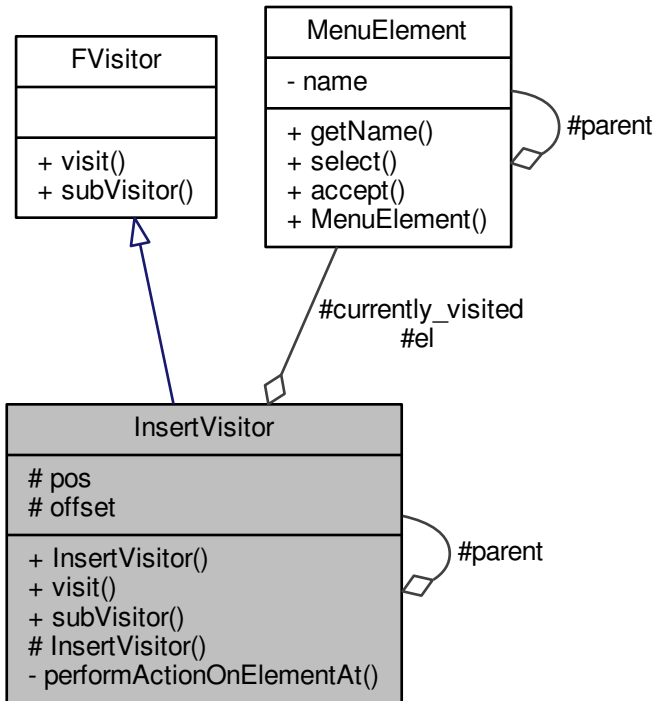 FVisitor
+ visit()
+ subVisitor()
MenuElement
- name
+ getName()
+ select()
+ accept()
+ MenuElement()
#parent
#currently_visited
#el
InsertVisitor
# pos
# offset
+ InsertVisitor()
+ visit()
+ subVisitor()
# InsertVisitor()
- performActionOnElementAt()
#parent